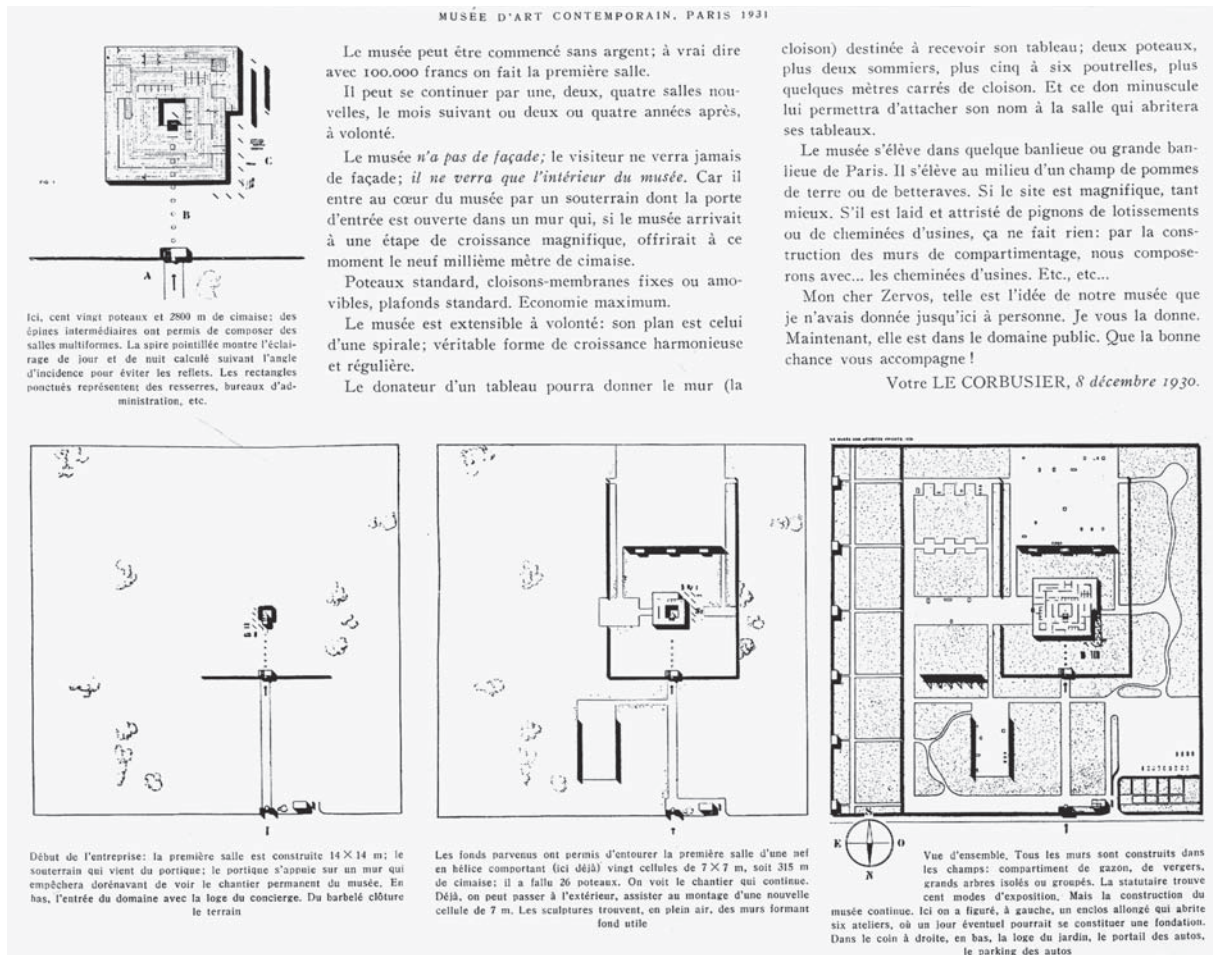 MUSÉE D'ART CONTEMPORAIN, PARIS 1931
B
C
A
Ici, cent vingt poteaux et 2800 m de cimaise; des
épines intermédiaires ont permis de composer des
salles multiformes. La spire pointillée montre l'éclai-
rage de jour et de nuit calculé suivant l'angle
d'incidence pour éviter les reflets. Les rectangles
ponctués représentent des resserres, bureaux d'ad-
ministration, etc.
Le musée peut être commencé sans argent; à vrai dire
avec 100.000 francs on fait la première salle.
Il peut se continuer par une, deux, quatre salles nou-
velles, le mois suivant ou deux ou quatre années après,
à volonté.
Le musée n'a pas de façade; le visiteur ne verra jamais
de façade; il ne verra que l'intérieur du musée. Car il
entre au cœur du musée par un souterrain dont la porte
d'entrée est ouverte dans un mur qui, si le musée arrivait
à une étape de croissance magnifique, offrirait à ce
moment le neuf millième mètre de cimaise.
Poteaux standard, cloisons-membranes fixes ou amo-
vibles, plafonds standard. Economie maximum.
Le musée est extensible à volonté: son plan est celui
d'une spirale; véritable forme de croissance harmonieuse
et régulière.
Le donateur d'un tableau pourra donner le mur (la
cloison) destinée à recevoir son tableau; deux poteaux,
plus deux sommiers, plus cinq à six poutrelles, plus
quelques mètres carrés de cloison. Et ce don minuscule
lui permettra d'attacher son nom à la salle qui abritera
ses tableaux.
Le musée s'élève dans quelque banlieue ou grande ban-
lieue de Paris. Il s'élève au milieu d'un champ de pommes
de terre ou de betteraves. Si le site est magnifique, tant
mieux. S'il est laid et attristé de pignons de lotissements
ou de cheminées d'usines, ça ne fait rien: par la cons-
truction des murs de compartimentage, nous compose-
rons avec... les cheminées d'usines. Etc., etc...
Mon cher Zervos, telle est l'idée de notre musée que
je n'avais donnée jusqu'ici à personne. Je vous la donne.
Maintenant, elle est dans le domaine public. Que la bonne
chance vous accompagne !
Votre LE CORBUSIER, 8 décembre 1930.
Début de l'entreprise: la première salle est construite 14×14 m; le
souterrain qui vient du portique; le portique s'appuie sur un mur qui
empêchera dorénavant de voir le chantier permanent du musée. En
bas, l'entrée du domaine avec la loge du concierge. Du barbelé clôture
le terrain
Les fonds parvenus ont permis d'entourer la première salle d'une nef
en hélice comportant (ici déjà) vingt cellules de 7×7 m, soit 315 m
de cimaise; il a fallu 26 poteaux. On voit le chantier qui continue.
Déjà, on peut passer à l'extérieur, assister au montage d'une nouvelle
cellule de 7 m. Les sculptures trouvent, en plein air, des murs formant
fond utile
S
E
O
N
Vue d'ensemble. Tous les murs sont construits dans
les champs: compartiment de gazon, de vergers,
grands arbres isolés ou groupés. La statutaire trouve
cent modes d'exposition. Mais la construction du
musée continue. Ici on a figuré, à gauche, un enclos allongé qui abrite
six ateliers, où un jour éventuel pourrait se constituer une fondation.
Dans le coin à droite, en bas, la loge du jardin, le portail des autos,
le parking des autos